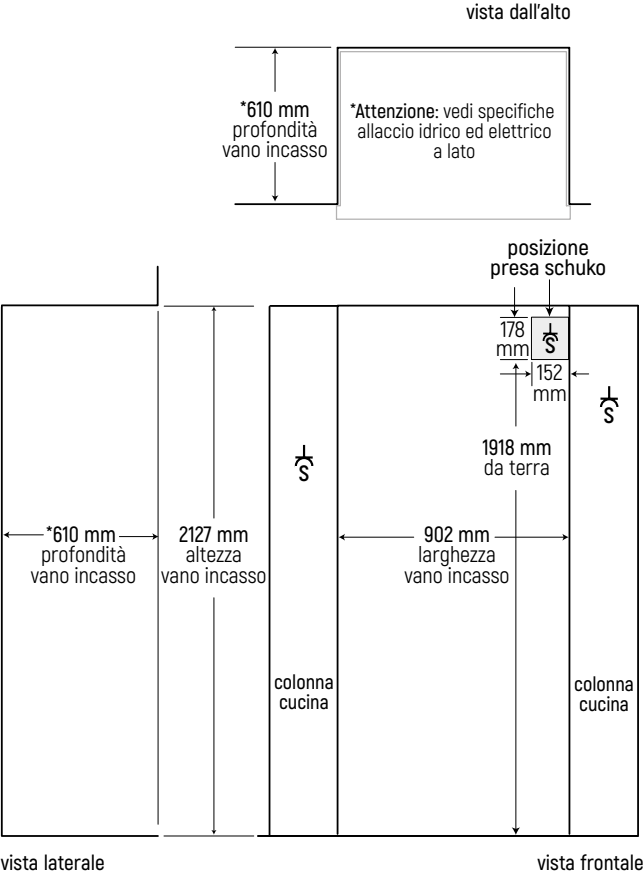 vista dall'alto
*610 mm
profondità
vano incasso
*Attenzione: vedi specifiche
allaccio idrico ed elettrico
a lato
posizione
presa schuko
178
mm
S
152
mm
S
S
1918 mm
da terra
*610 mm
profondità
vano incasso
2127 mm
altezza
vano incasso
902 mm
larghezza
vano incasso
colonna
cucina
colonna
cucina
vista laterale
vista frontale